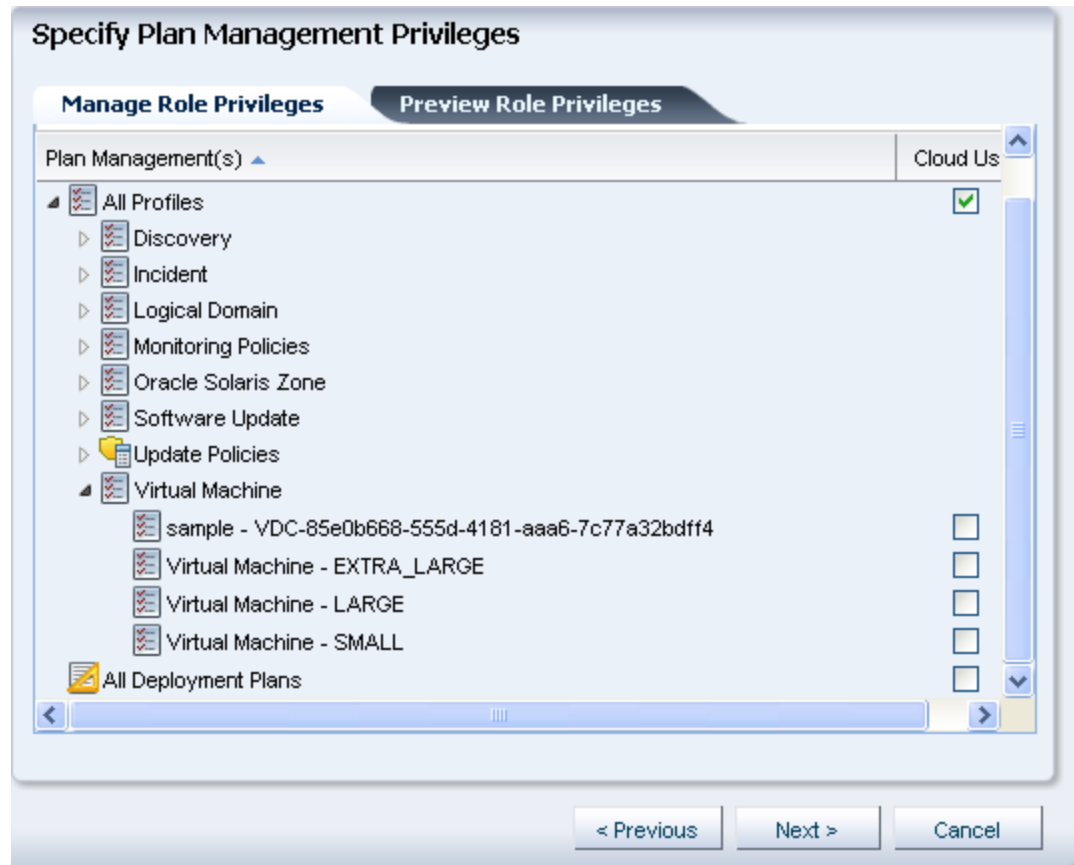 Specify Plan Management Privileges
Manage Role Privileges
Preview Role Privileges
Plan Management(s)
Cloud Us
All Profiles
Discovery
Incident
Logical Domain
Monitoring Policies
Oracle Solaris Zone
Software Update
Update Policies
Virtual Machine
sample - VDC-85e0b668-555d-4181-aaa6-7c77a32bdff4
Virtual Machine - EXTRA_LARGE
Virtual Machine - LARGE
Virtual Machine - SMALL
All Deployment Plans
< Previous
Next >
Cancel